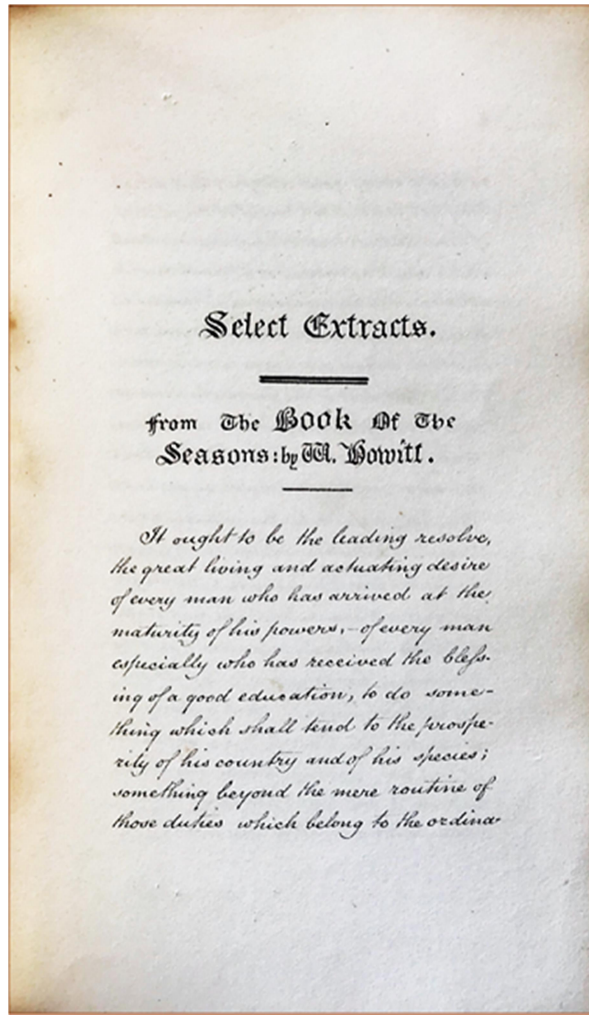 Select Extracts.
From The Book Of The
Seasons: by W. Howitt.
It ought to be the leading resolve,
the great living and actuating desire
of every man who has arrived at the
maturity of his powers, - of every man
especially who has received the bless-
ing of a good education, to do some-
thing which shall tend to the prospe-
rity of his country and of his species;
something beyond the mere routine of
those duties which belong to the ordina-